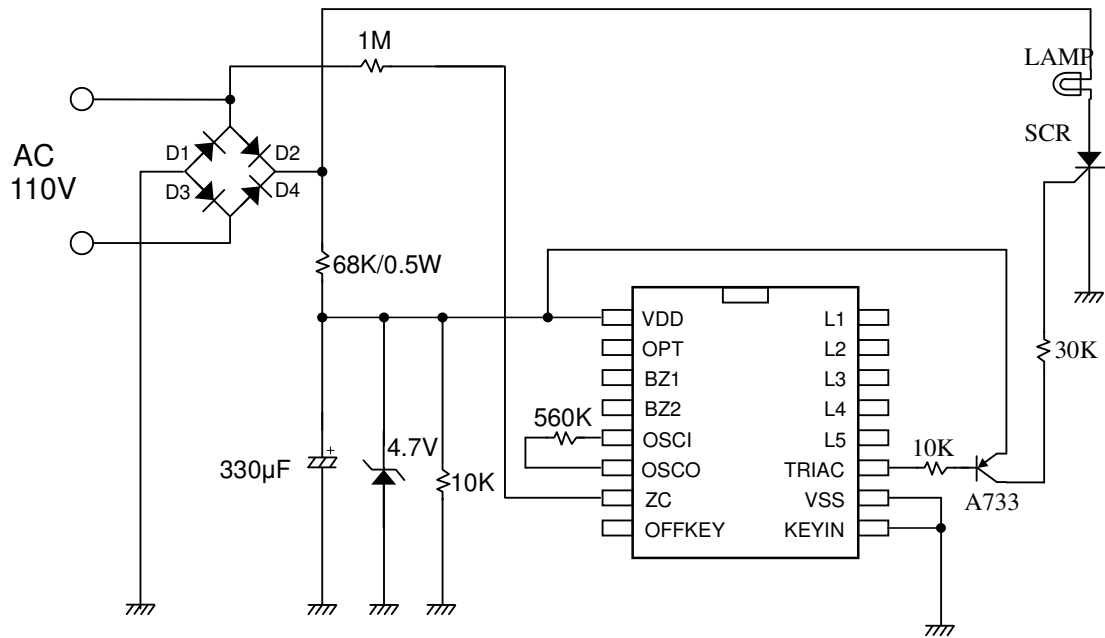 1M
LAMP
SCR
AC
110V
D1
D2
D3
D4
68K/0.5W
30K
VDD
L1
OPT
L2
BZ1
L3
BZ2
L4
560K
OSCI
L5
OSCO
TRIAC
10K
ZC
VSS
A733
OFFKEY
KEYIN
330µF
+
4.7V
10K